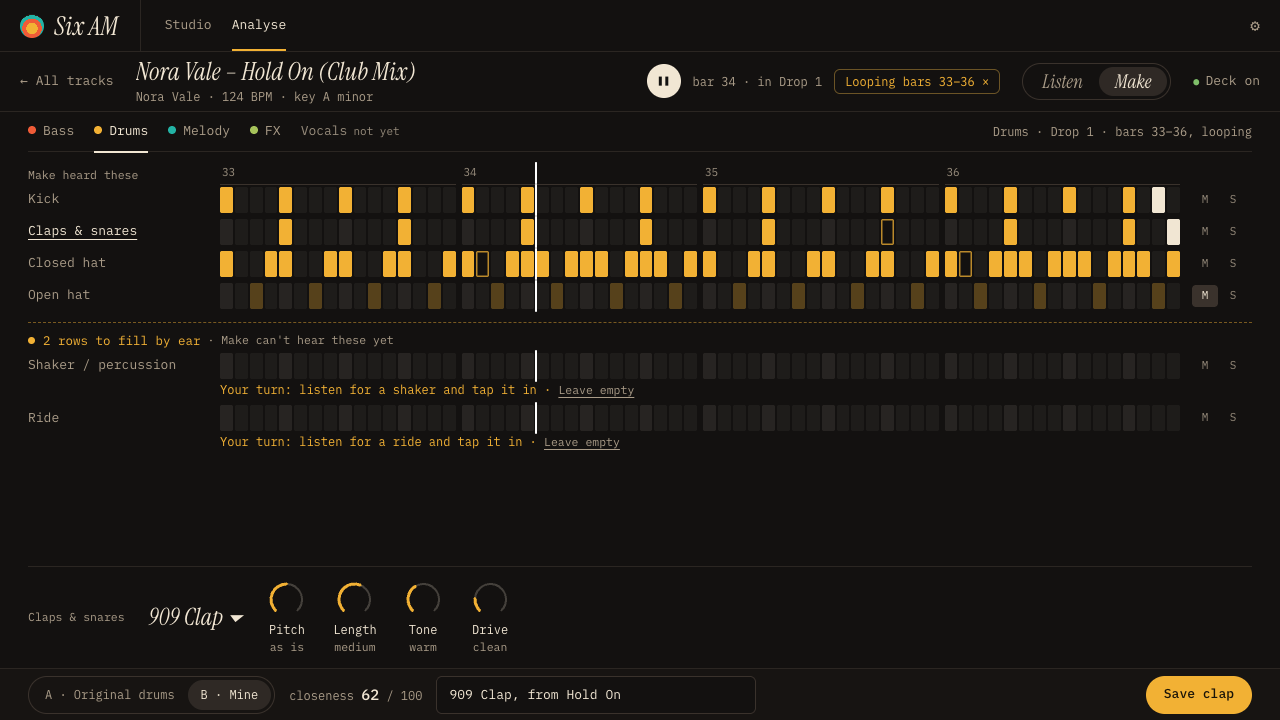 Six AM Studio Analyse ⚙
← All tracks Nora Vale – Hold On (Club Mix) bar 34 · in Drop 1 Looping bars 33–36 × Listen Make Deck on
Nora Vale · 124 BPM · key A minor
Bass Drums Melody FX Vocals not yet Drums · Drop 1 · bars 33–36, looping
Make heard these 33 34 35 36
Kick M S
Claps & snares M S
Closed hat M S
Open hat M S
2 rows to fill by ear · Make can't hear these yet
Shaker / percussion M S
Your turn: listen for a shaker and tap it in · Leave empty
Ride M S
Your turn: listen for a ride and tap it in · Leave empty
Claps & snares 909 Clap
Pitch Length Tone Drive
as is medium warm clean
A · Original drums B · Mine closeness 62 / 100 909 Clap, from Hold On Save clap